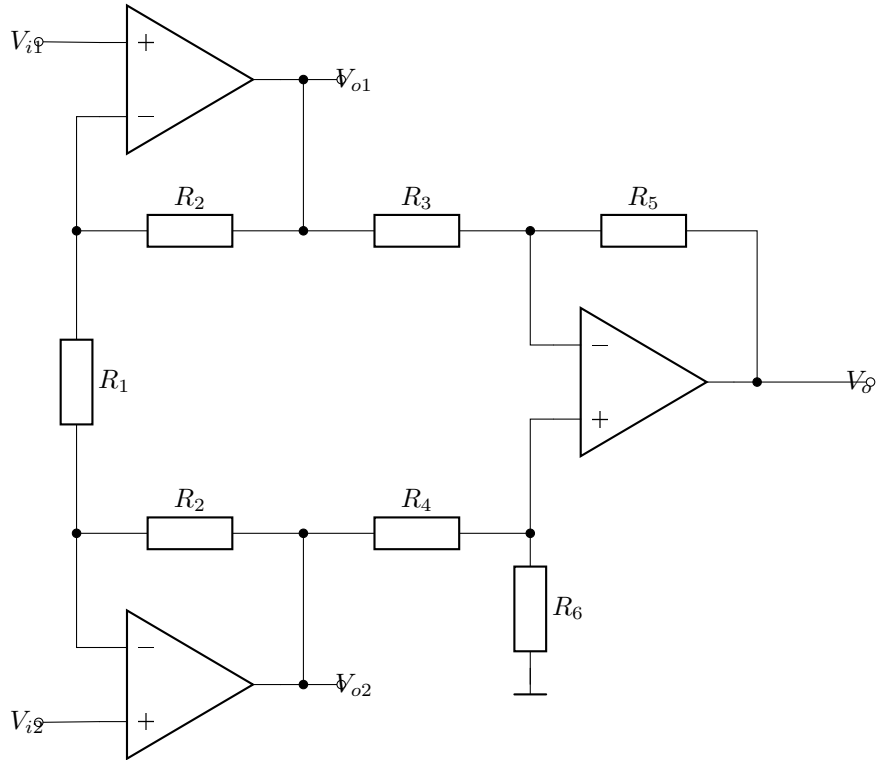 V_{i1}
+
−
V_{o1}
R_2
R_3
R_5
−
R_1
V_o
+
R_2
R_4
R_6
−
V_{o2}
V_{i2}
+